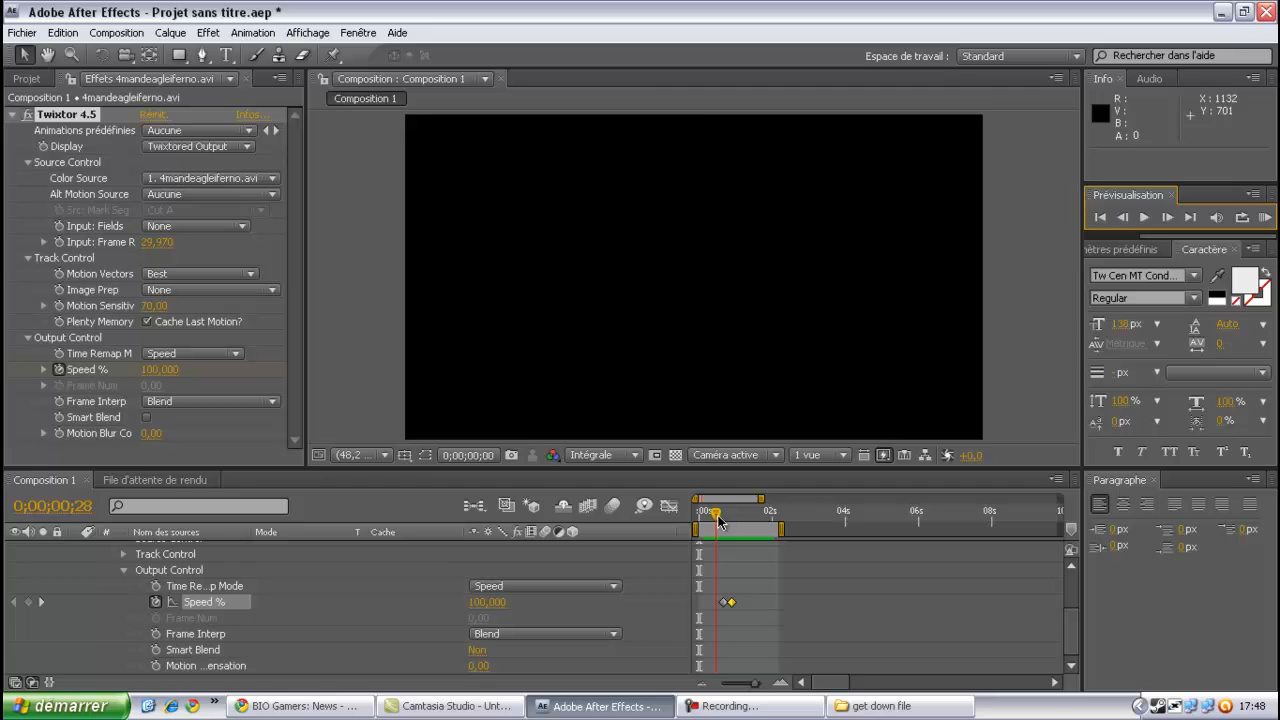 Adobe After Effects - Projet sans titre.aep *
Fichier Edition Composition Calque Effet Animation Affichage Fenêtre Aide
Espace de travail : Standard Rechercher dans l'aide
Projet Effets 4mandeagleiferno.avi
Composition 1 • 4mandeagleiferno.avi
Twixtor 4.5 Réinit. Infos...
Animations prédéfinies Aucune
Display Twixtored Output
Source Control
Color Source 1. 4mandeagleiferno.avi
Alt Motion Source Aucune
Src: Mark Seg Cut A
Input: Fields None
Input: Frame R 29,970
Track Control
Motion Vectors Best
Image Prep None
Motion Sensitiv 70,00
Plenty Memory Cache Last Motion?
Output Control
Time Remap M Speed
Speed % 100,000
Frame Num 0,00
Frame Interp Blend
Smart Blend
Motion Blur Co 0,00
Composition : Composition 1
Composition 1
(48,2 ... 0;00;00;00 Intégrale Caméra active 1 vue +0,0
Info Audio
R : X : 1132
V : Y : 701
B :
A : 0
Prévisualisation
nètres prédéfinis Caractère
Tw Cen MT Cond...
Regular
138 px Auto
Métrique 0
- px
100 % 100 %
0 px 0 %
T T TT Tr
Paragraphe
0 px 0 px 0 px
0 px 0 px
Composition 1 File d'attente de rendu
0;00;00;28
:00s 02s 04s 06s 08s 10
Nom des sources Mode T Cache
Track Control
Output Control
Time Re...p Mode Speed
Speed % 100,000
Frame Num 0,00
Frame Interp Blend
Smart Blend Non
Motion ...ensation 0,00
démarrer BIO Gamers: News - ... Camtasia Studio - Unt... Adobe After Effects -... Recording... get down file 17:48